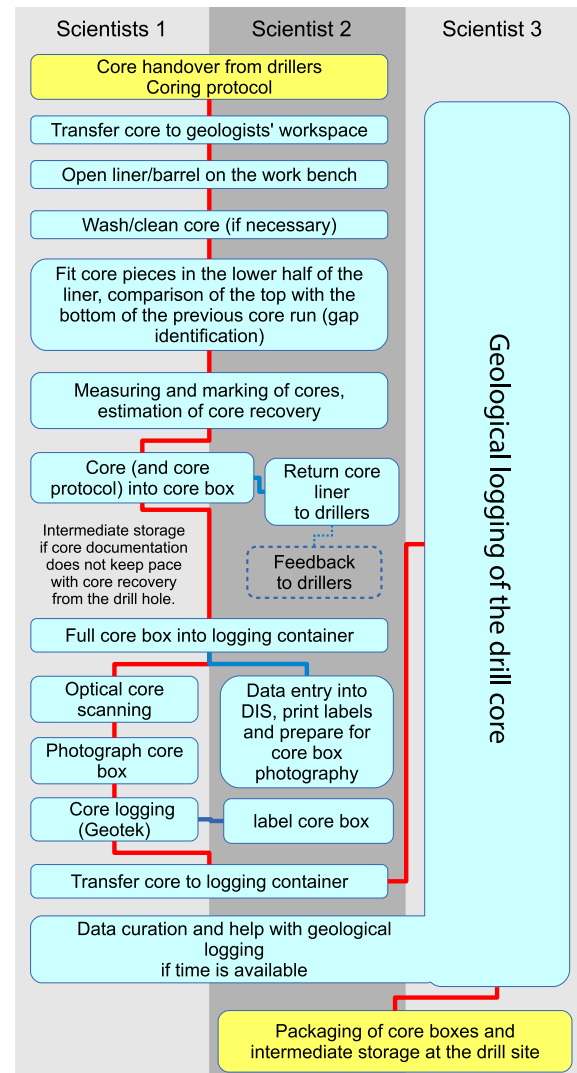 Scientists 1
Scientist 2
Scientist 3
Core handover from drillers
Coring protocol
Transfer core to geologists' workspace
Open liner/barrel on the work bench
Wash/clean core (if necessary)
Fit core pieces in the lower half of the
liner, comparison of the top with the
bottom of the previous core run (gap
identification)
Measuring and marking of cores,
estimation of core recovery
Core (and core
protocol) into core box
Return core
liner
to drillers
Feedback
to drillers
Intermediate storage
if core documentation
does not keep pace
with core recovery
from the drill hole.
Full core box into logging container
Optical core
scanning
Data entry into
DIS, print labels
and prepare for
core box
photography
Photograph core
box
Core logging
(Geotek)
label core box
Transfer core to logging container
Geological logging of the drill core
Data curation and help with geological
logging
if time is available
Packaging of core boxes and
intermediate storage at the drill site